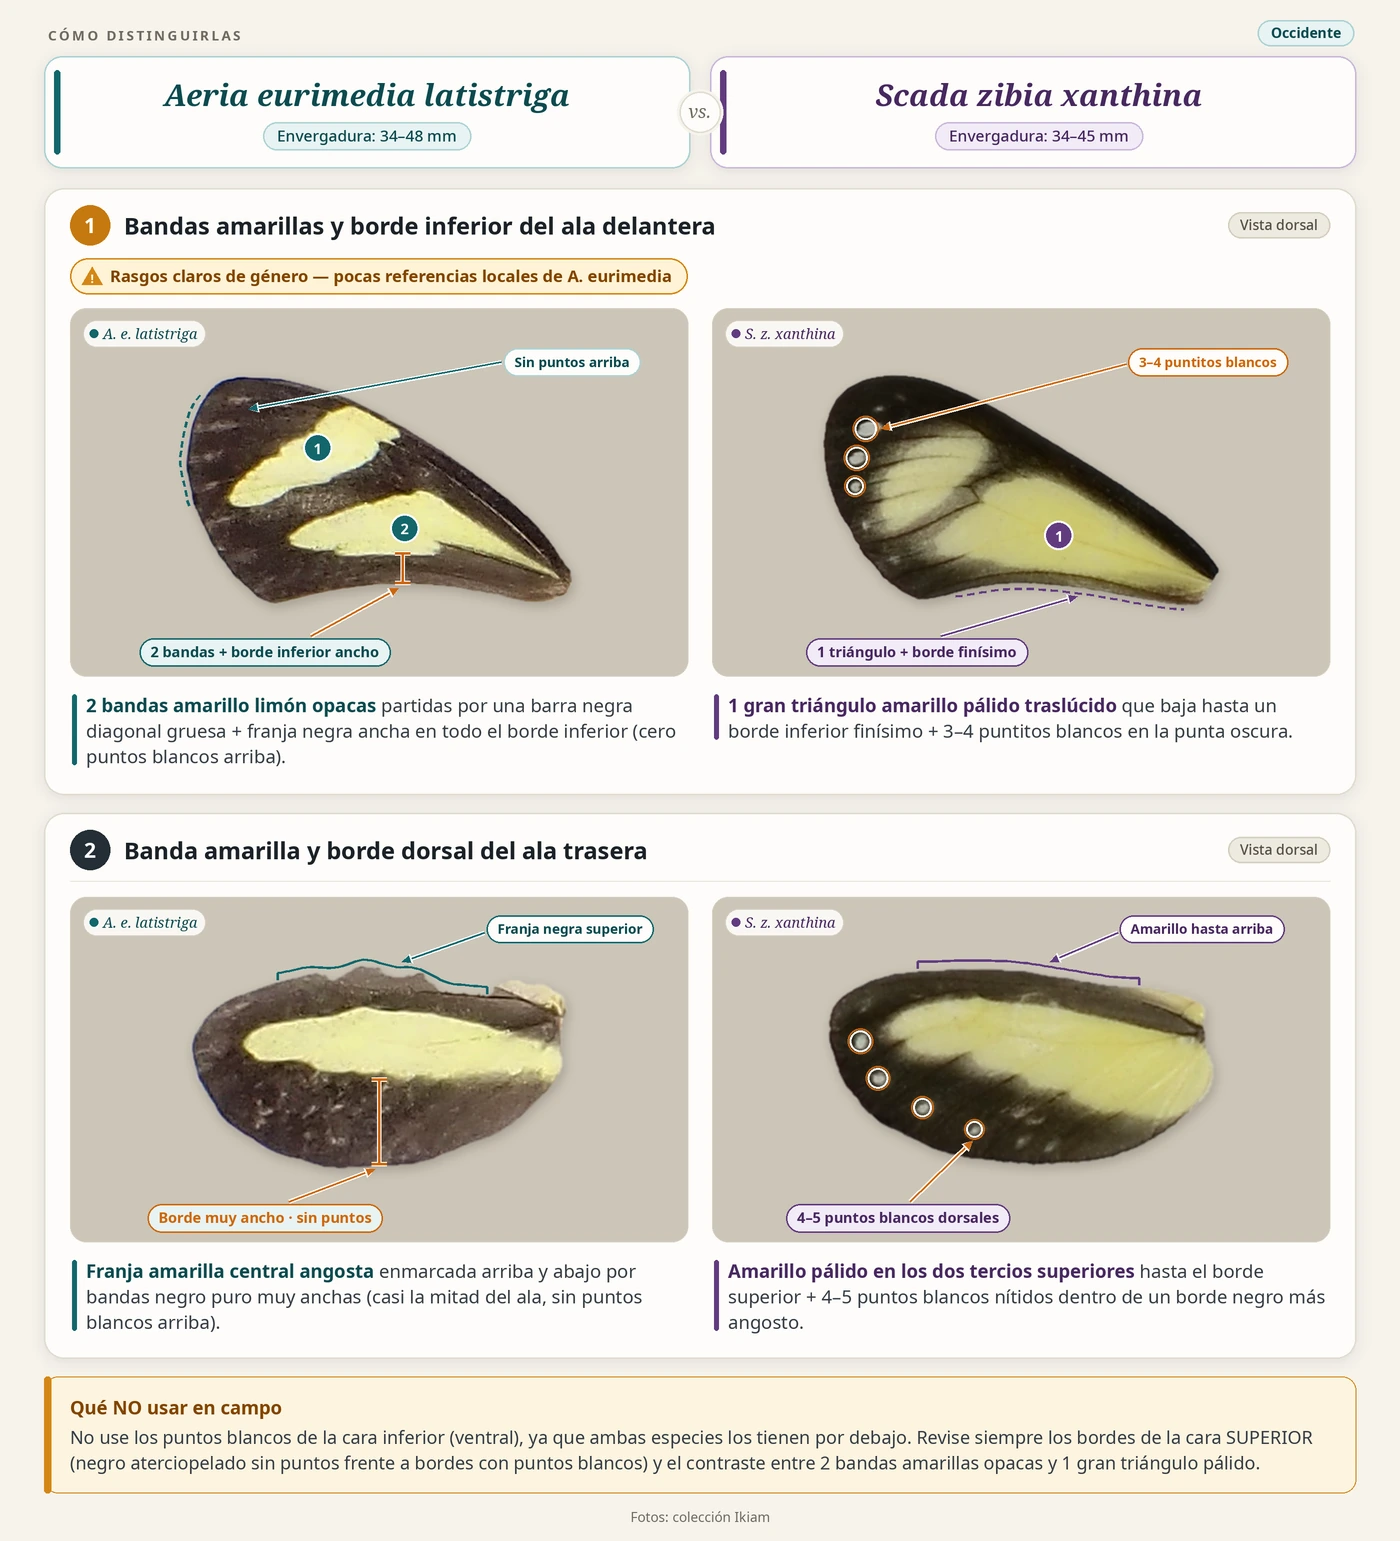 CÓMO DISTINGUIRLAS
Occidente
Aeria eurimedia latistriga
Envergadura: 34–48 mm
vs.
Scada zibia xanthina
Envergadura: 34–45 mm
1
Bandas amarillas y borde inferior del ala delantera
Vista dorsal
Rasgos claros de género — pocas referencias locales de A. eurimedia
A. e. latistriga
Sin puntos arriba
1
2
2 bandas + borde inferior ancho
S. z. xanthina
3–4 puntitos blancos
1
1 triángulo + borde finísimo
2 bandas amarillo limón opacas partidas por una barra negra
diagonal gruesa + franja negra ancha en todo el borde inferior (cero
puntos blancos arriba).
1 gran triángulo amarillo pálido traslúcido que baja hasta un
borde inferior finísimo + 3–4 puntitos blancos en la punta oscura.
2
Banda amarilla y borde dorsal del ala trasera
Vista dorsal
A. e. latistriga
Franja negra superior
Borde muy ancho · sin puntos
S. z. xanthina
Amarillo hasta arriba
4–5 puntos blancos dorsales
Franja amarilla central angosta enmarcada arriba y abajo por
bandas negro puro muy anchas (casi la mitad del ala, sin puntos
blancos arriba).
Amarillo pálido en los dos tercios superiores hasta el borde
superior + 4–5 puntos blancos nítidos dentro de un borde negro más
angosto.
Qué NO usar en campo
No use los puntos blancos de la cara inferior (ventral), ya que ambas especies los tienen por debajo. Revise siempre los bordes de la cara SUPERIOR
(negro aterciopelado sin puntos frente a bordes con puntos blancos) y el contraste entre 2 bandas amarillas opacas y 1 gran triángulo pálido.
Fotos: colección Ikiam